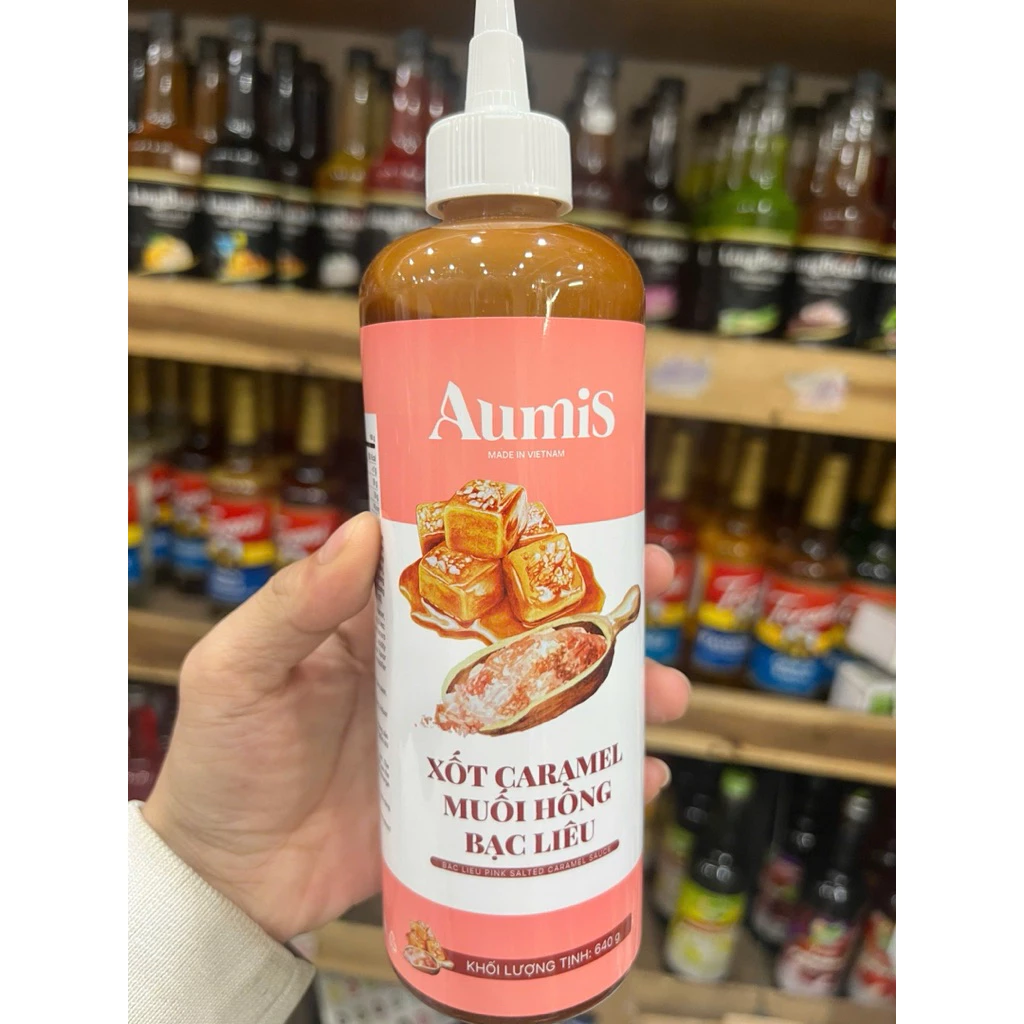 Aumis
MADE IN VIETNAM
XỐT CARAMEL
MUỐI HỒNG
BẠC LIÊU
BAC LIEU PINK SALTED CARAMEL SAUCE
KHỐI LƯỢNG TỊNH: 640 g